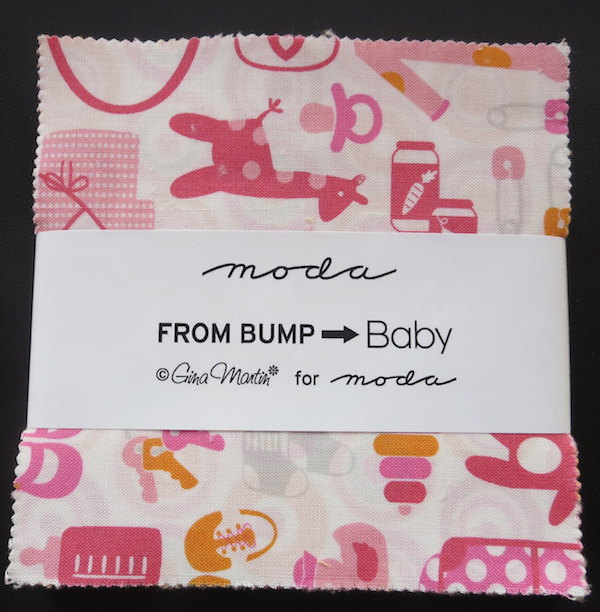 moda
FROM BUMP → Baby
© Gina Martin for moda